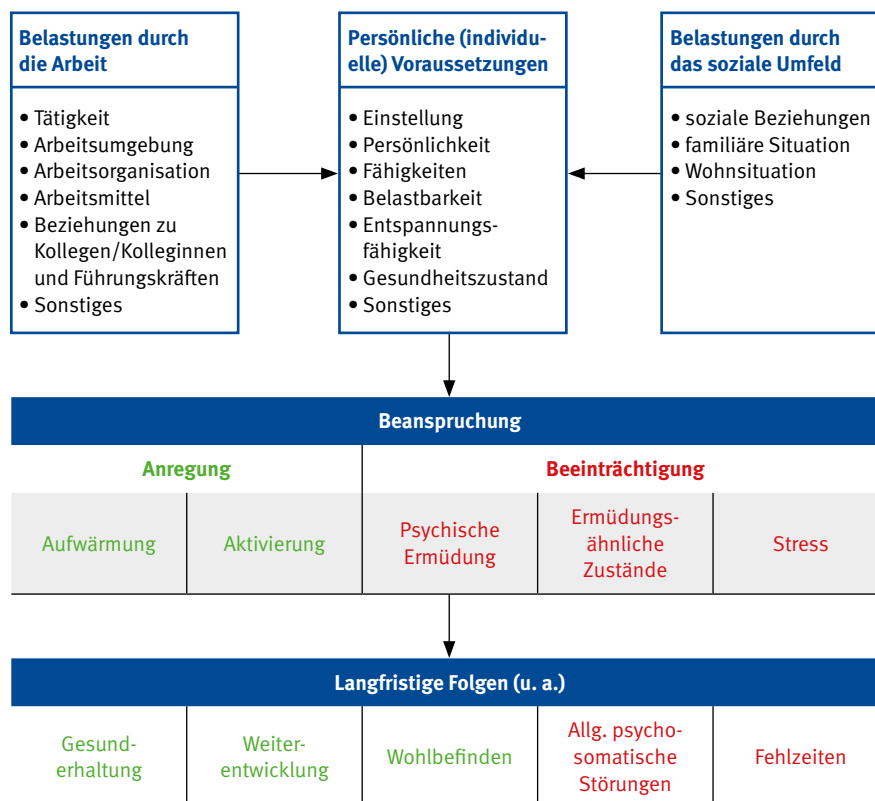 Belastungen durch
die Arbeit
• Tätigkeit
• Arbeitsumgebung
• Arbeitsorganisation
• Arbeitsmittel
• Beziehungen zu
Kollegen/Kolleginnen
und Führungskräften
• Sonstiges
Persönliche (individu-
elle) Voraussetzungen
• Einstellung
• Persönlichkeit
• Fähigkeiten
• Belastbarkeit
• Entspannungs-
fähigkeit
• Gesundheitszustand
• Sonstiges
Belastungen durch
das soziale Umfeld
• soziale Beziehungen
• familiäre Situation
• Wohnsituation
• Sonstiges
Beanspruchung
Anregung
Beeinträchtigung
Aufwärmung
Aktivierung
Psychische
Ermüdung
Ermüdungs-
ähnliche
Zustände
Stress
Langfristige Folgen (u. a.)
Gesund-
erhaltung
Weiter-
entwicklung
Wohlbefinden
Allg. psycho-
somatische
Störungen
Fehlzeiten